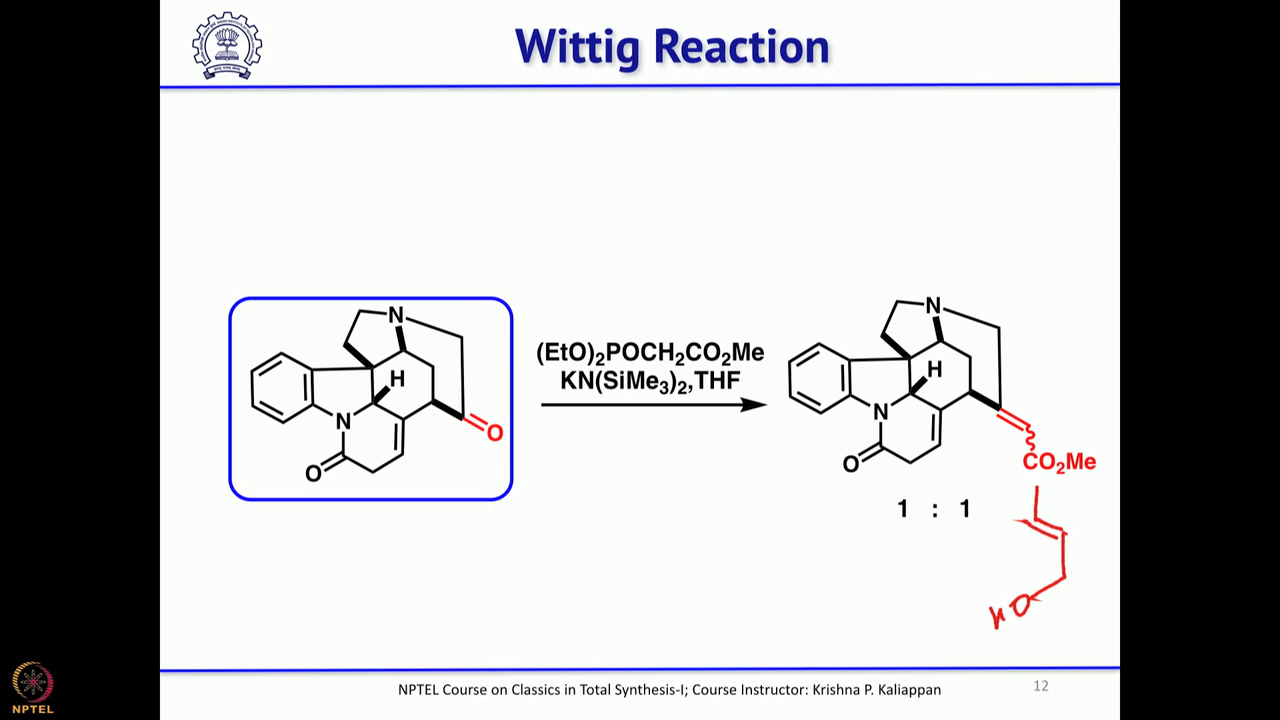 Wittig Reaction
N
H
N
O
O
(EtO)₂POCH₂CO₂Me
KN(SiMe₃)₂,THF
N
H
N
O
CO₂Me
1 : 1
HO
NPTEL Course on Classics in Total Synthesis-I; Course Instructor: Krishna P. Kaliappan
12
NPTEL